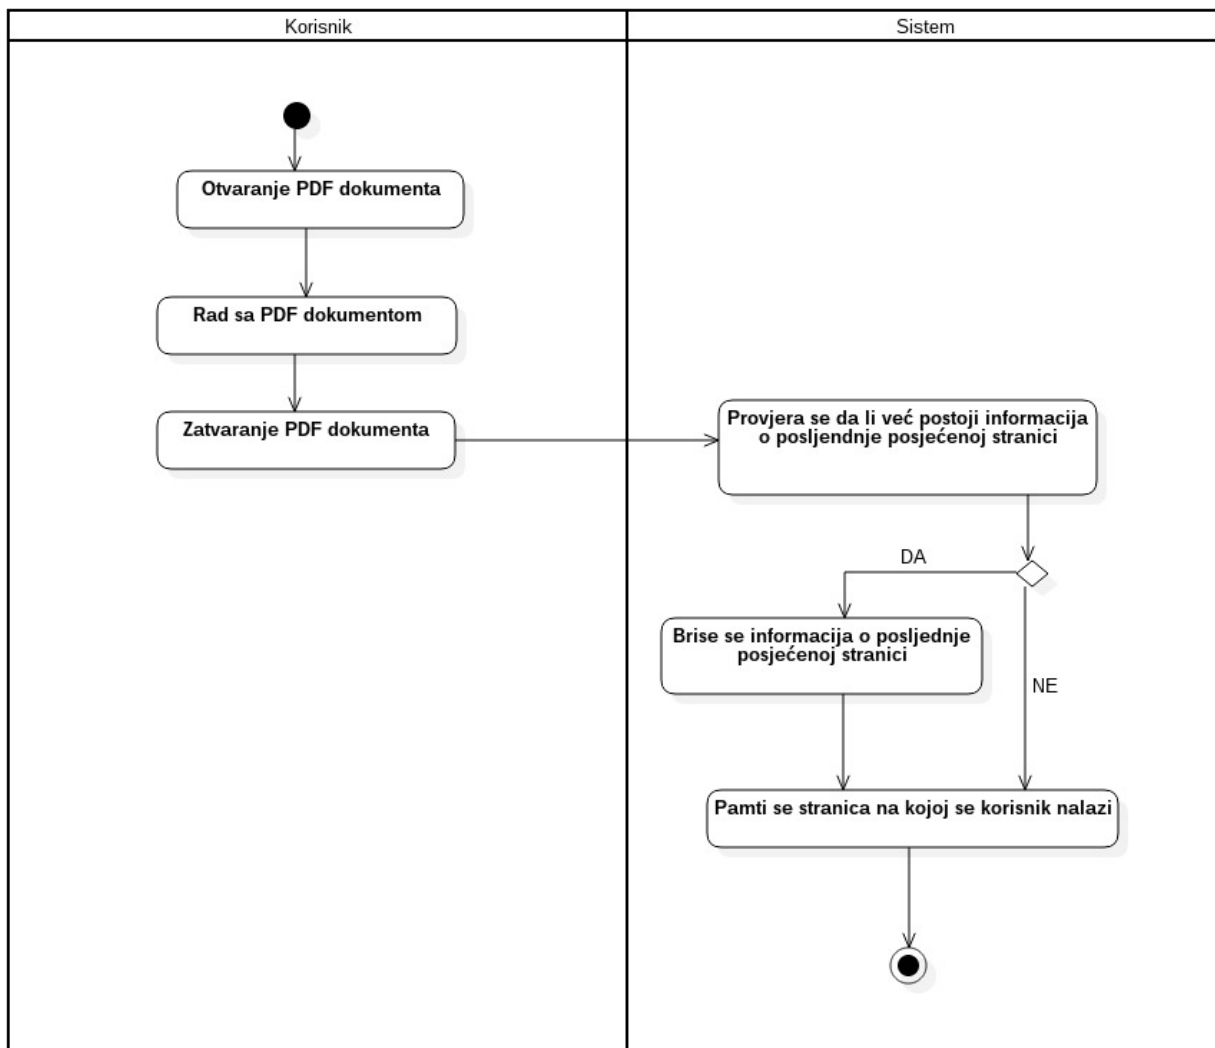 Korisnik
Sistem
Otvaranje PDF dokumenta
Rad sa PDF dokumentom
Zatvaranje PDF dokumenta
Provjera se da li već postoji informacija
o posljendnje posjećenoj stranici
DA
Brise se informacija o posljednje
posjećenoj stranici
NE
Pamti se stranica na kojoj se korisnik nalazi